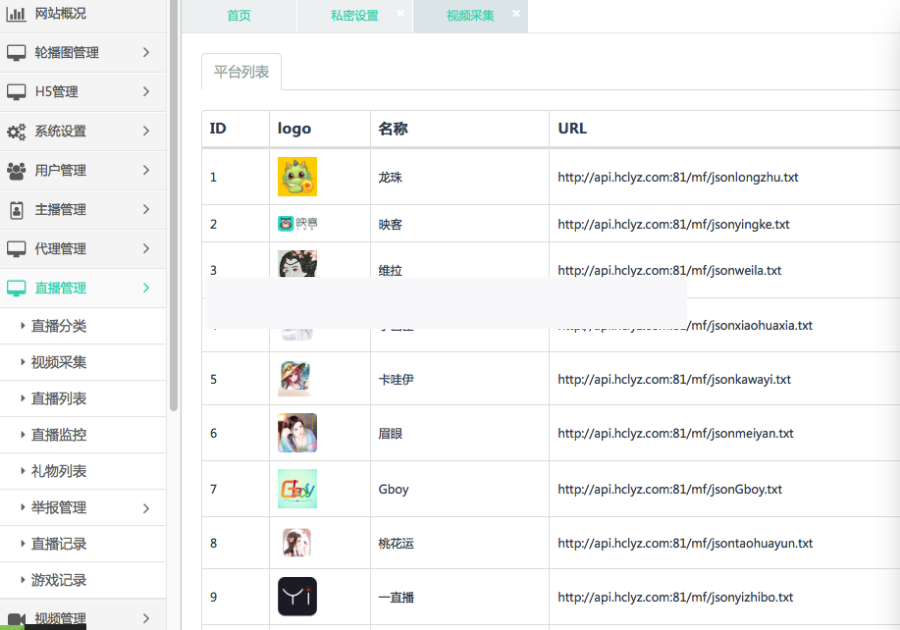 网站概况
轮播图管理
H5管理
系统设置
用户管理
主播管理
代理管理
直播管理
直播分类
视频采集
直播列表
直播监控
礼物列表
举报管理
直播记录
游戏记录
视频管理
首页 私密设置 × 视频采集 ×
平台列表
ID logo 名称 URL
1 龙珠 http://api.hclyz.com:81/mf/jsonlongzhu.txt
2 映客 映客 http://api.hclyz.com:81/mf/jsonyingke.txt
3 维拉 http://api.hclyz.com:81/mf/jsonweila.txt
/mf/jsonxiaohuaxia.txt
5 卡哇伊 http://api.hclyz.com:81/mf/jsonkawayi.txt
6 眉眼 http://api.hclyz.com:81/mf/jsonmeiyan.txt
7 Gboy Gboy http://api.hclyz.com:81/mf/jsonGboy.txt
8 桃花运 http://api.hclyz.com:81/mf/jsontaohuayun.txt
9 Yi 一直播 http://api.hclyz.com:81/mf/jsonyizhibo.txt